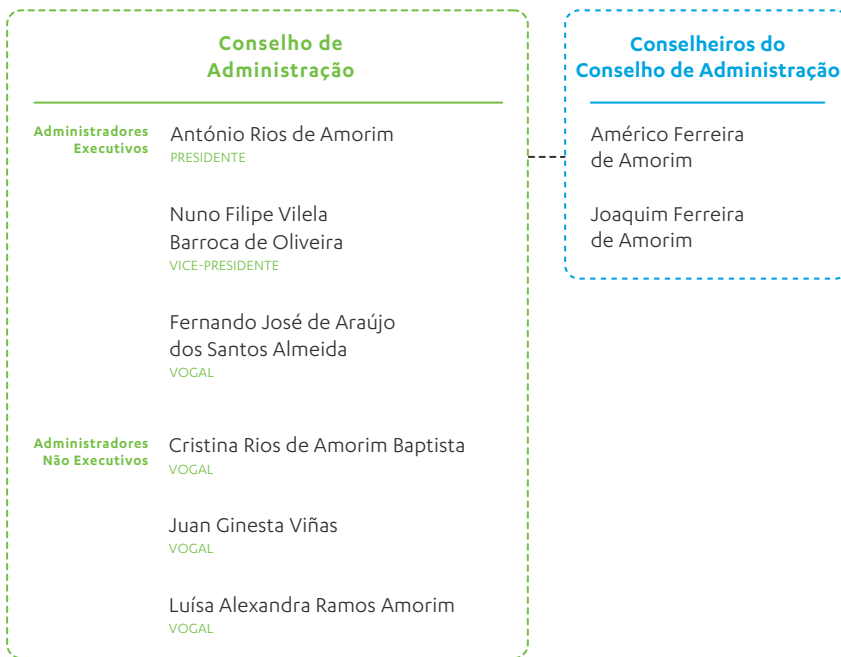 Conselho de
Administração
Administradores
Executivos
António Rios de Amorim
PRESIDENTE
Nuno Filipe Vilela
Barroca de Oliveira
VICE-PRESIDENTE
Fernando José de Araújo
dos Santos Almeida
VOGAL
Administradores
Não Executivos
Cristina Rios de Amorim Baptista
VOGAL
Juan Ginesta Viñas
VOGAL
Luísa Alexandra Ramos Amorim
VOGAL
Conselheiros do
Conselho de Administração
Américo Ferreira
de Amorim
Joaquim Ferreira
de Amorim